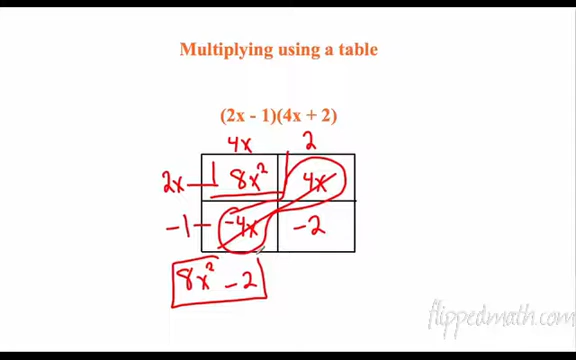 Multiplying using a table
(2x - 1)(4x + 2)
4x 2
2x 8x² 4x
-1 -4x -2
8x² - 2
flippedmath.com